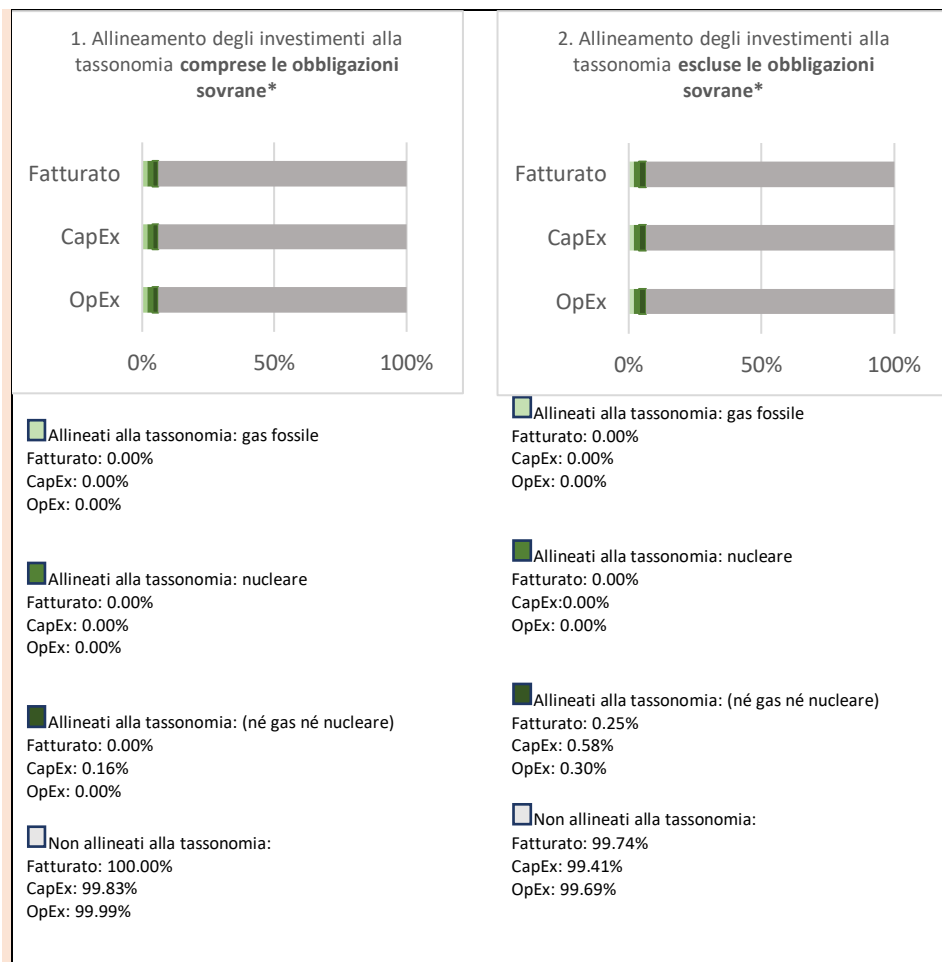 1. Allineamento degli investimenti alla
tassonomia comprese le obbligazioni
sovrane*
Fatturato
CapEx
OpEx
0%
50%
100%
Allineati alla tassonomia: gas fossile
Fatturato: 0.00%
CapEx: 0.00%
OpEx: 0.00%
Allineati alla tassonomia: nucleare
Fatturato: 0.00%
CapEx: 0.00%
OpEx: 0.00%
Allineati alla tassonomia: (né gas né nucleare)
Fatturato: 0.00%
CapEx: 0.16%
OpEx: 0.00%
Non allineati alla tassonomia:
Fatturato: 100.00%
CapEx: 99.83%
OpEx: 99.99%
2. Allineamento degli investimenti alla
tassonomia escluse le obbligazioni
sovrane*
Fatturato
CapEx
OpEx
0%
50%
100%
Allineati alla tassonomia: gas fossile
Fatturato: 0.00%
CapEx: 0.00%
OpEx: 0.00%
Allineati alla tassonomia: nucleare
Fatturato: 0.00%
CapEx:0.00%
OpEx: 0.00%
Allineati alla tassonomia: (né gas né nucleare)
Fatturato: 0.25%
CapEx: 0.58%
OpEx: 0.30%
Non allineati alla tassonomia:
Fatturato: 99.74%
CapEx: 99.41%
OpEx: 99.69%